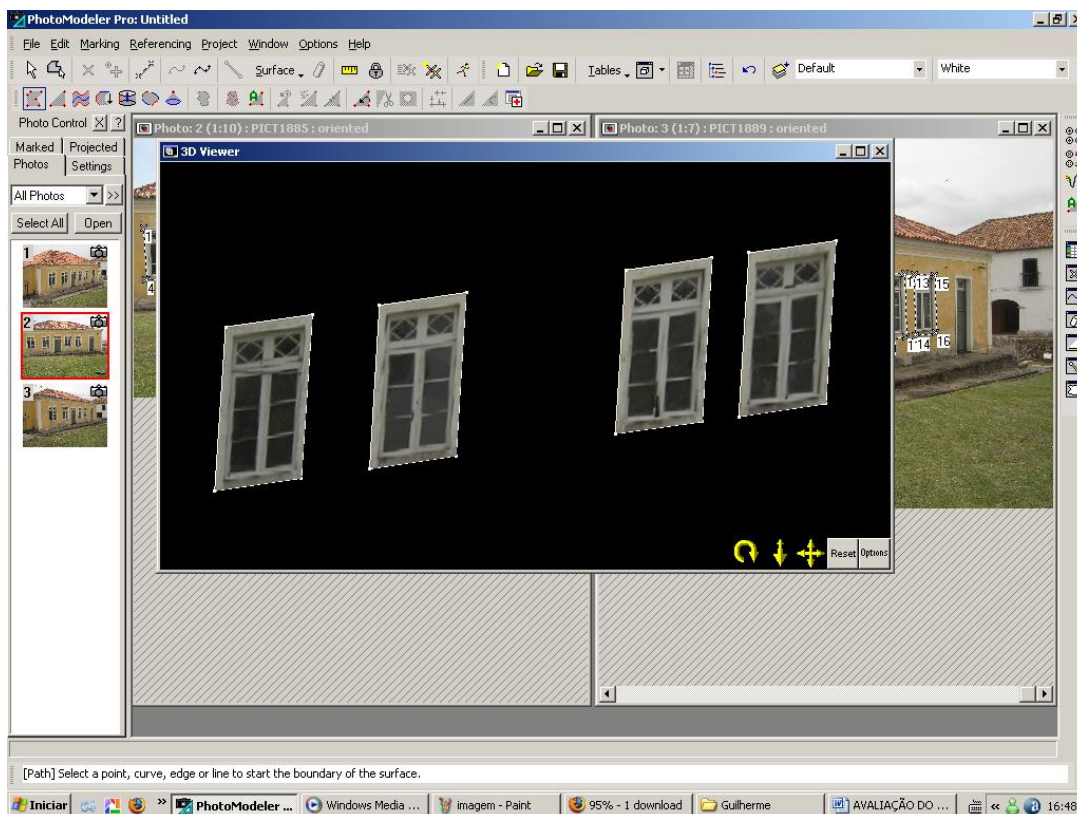 PhotoModeler Pro: Untitled
File Edit Marking Referencing Project Window Options Help
Surface Tables Default White
Photo Control X ?
Marked Projected
Photos Settings
All Photos >>
Select All Open
1
2
3
Photo: 2 (1:10) : PICT1885 : oriented
Photo: 3 (1:7) : PICT1889 : oriented
3D Viewer
1
4
13 15
14 16
Reset Options
[Path] Select a point, curve, edge or line to start the boundary of the surface.
Iniciar » PhotoModeler ... Windows Media ... imagem - Paint 95% - 1 download Guilherme AVALIAÇÃO DO ... « 16:48